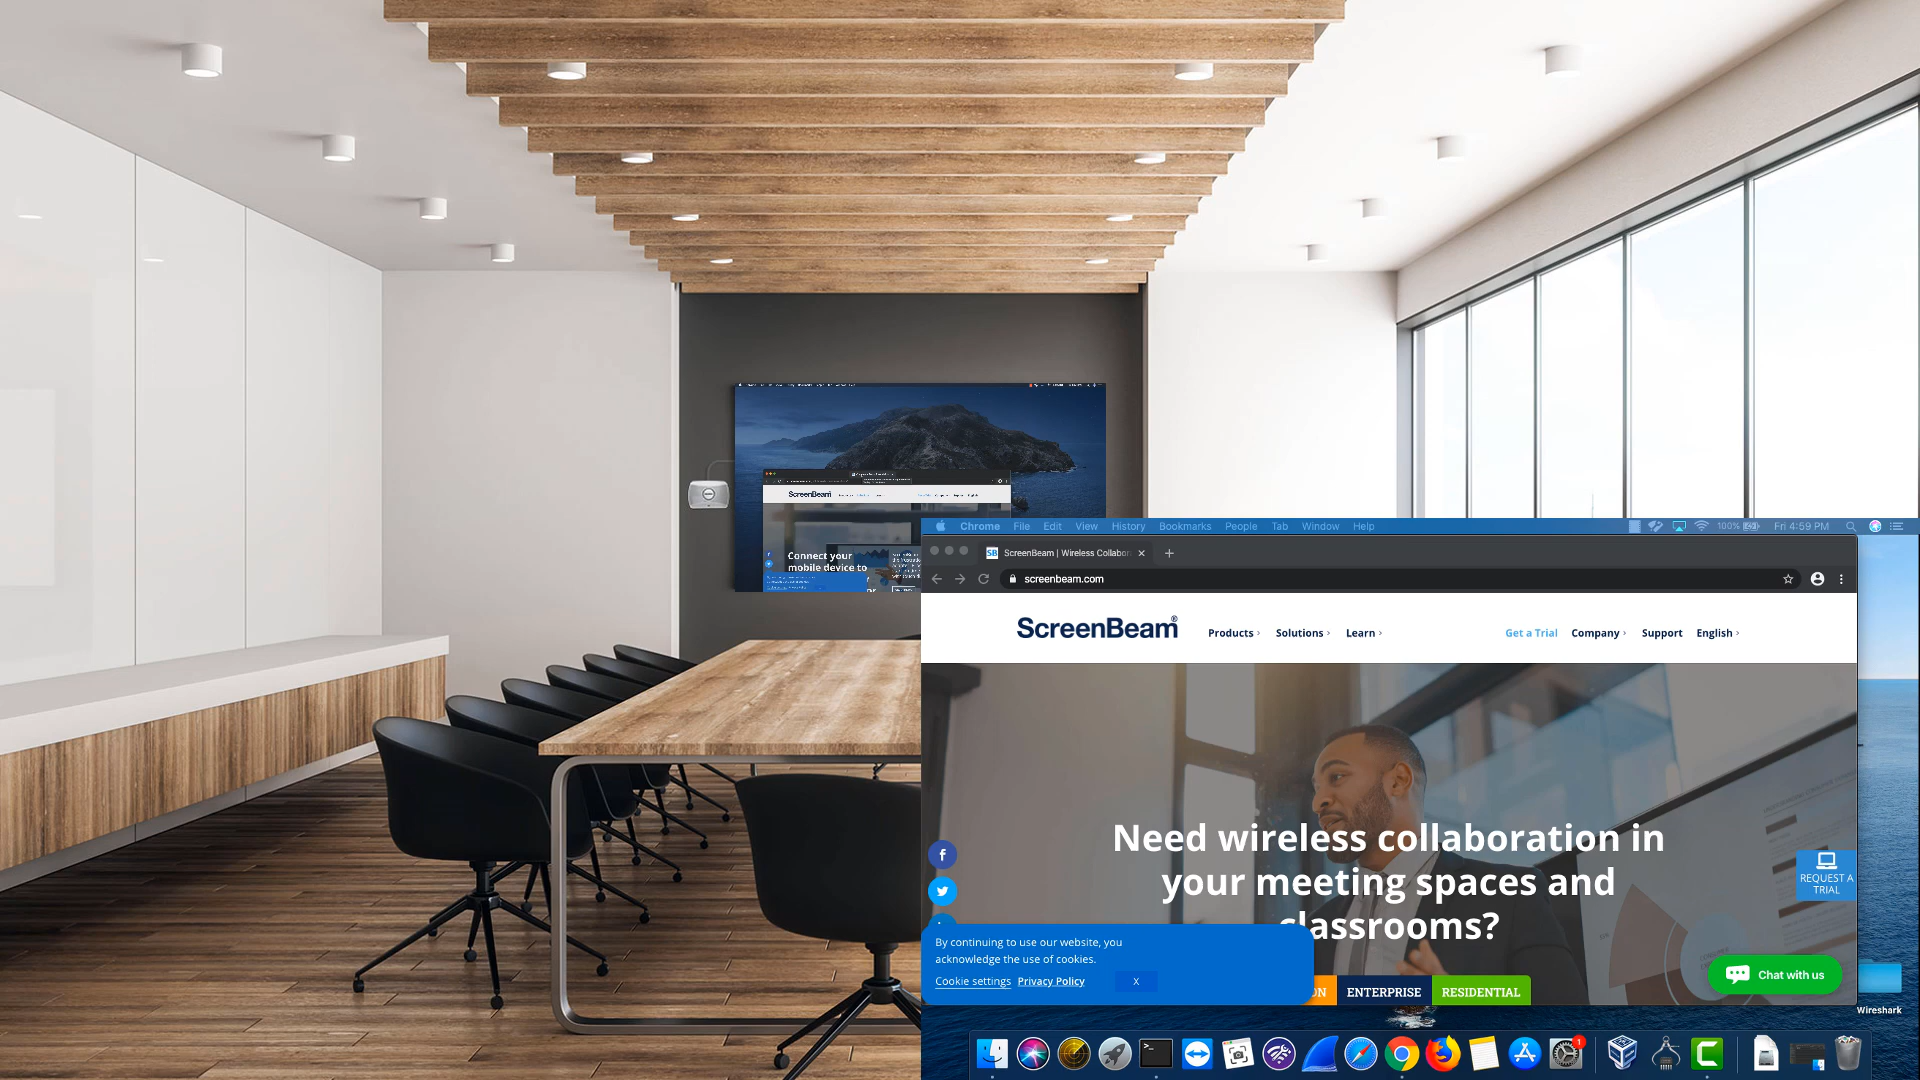 ScreenBeam
Connect your
mobile device to
Chrome File Edit View History Bookmarks People Tab Window Help
100% Fri 4:59 PM
SB ScreenBeam | Wireless Collabor
screenbeam.com
ScreenBeam® Products Solutions Learn Get a Trial Company Support English
Need wireless collaboration in
your meeting spaces and
classrooms?
REQUEST A
TRIAL
By continuing to use our website, you
acknowledge the use of cookies.
Cookie settings Privacy Policy X
ON ENTERPRISE RESIDENTIAL
Chat with us
Wireshark
1